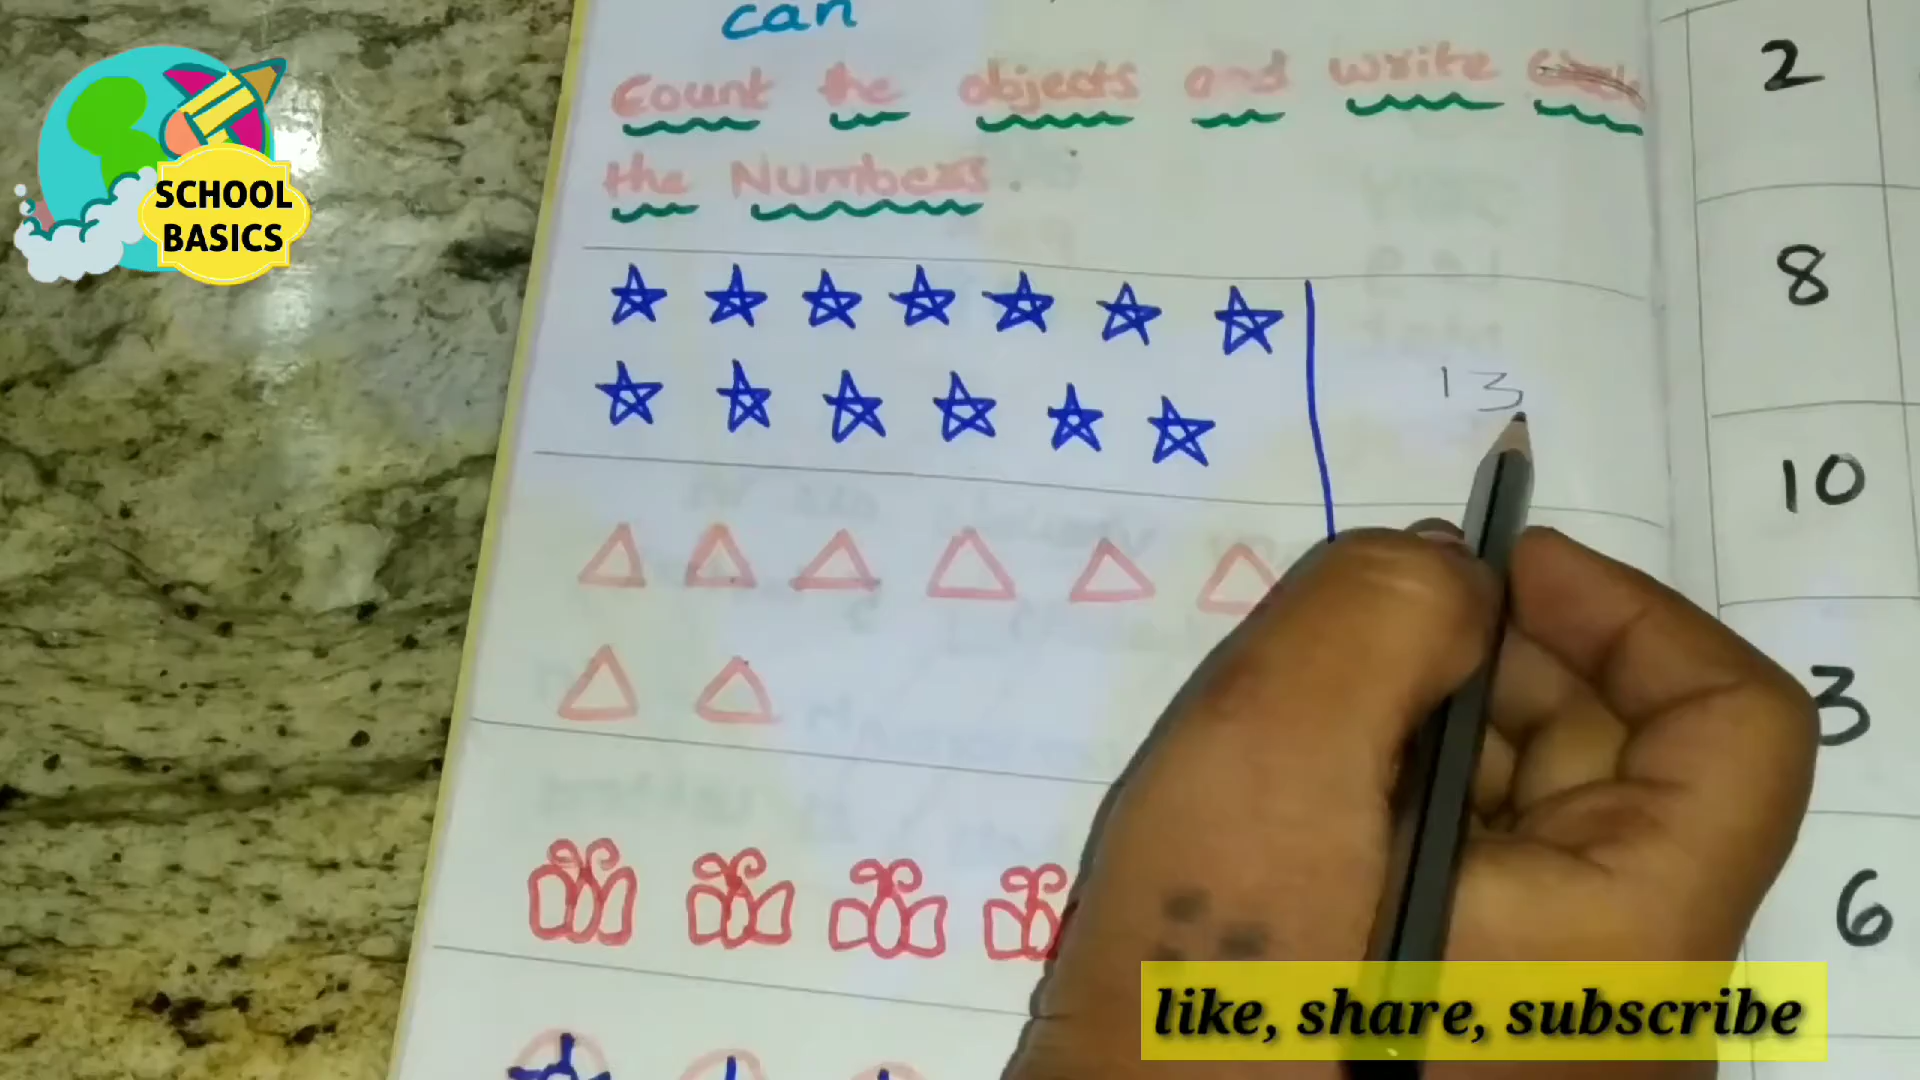 can
Count the objects and write
the Numbers.
13
2
8
10
3
6
SCHOOL
BASICS
like, share, subscribe